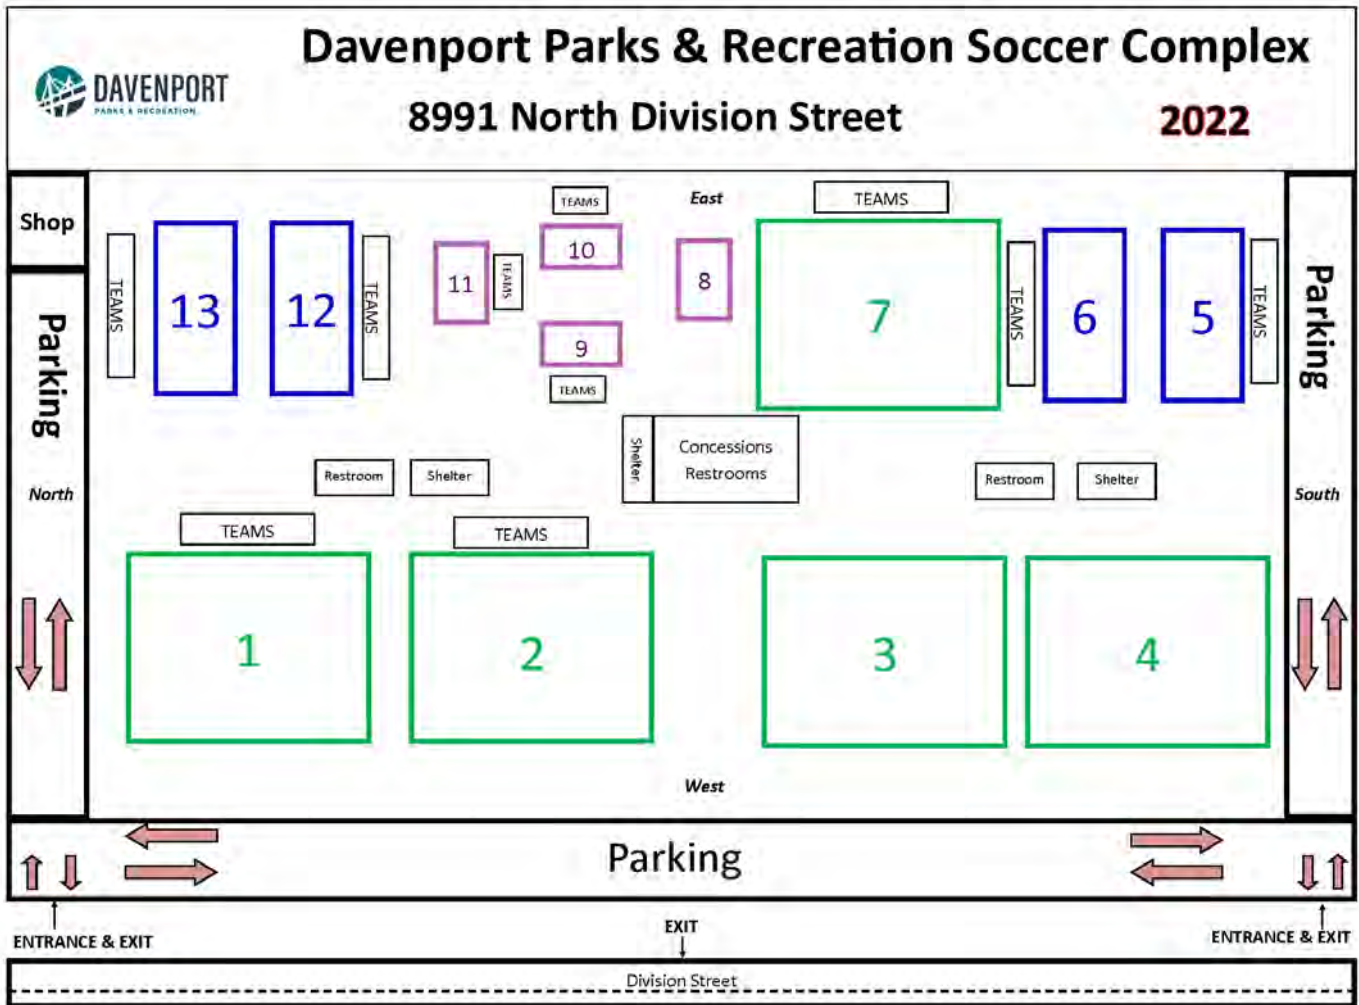 Davenport Parks & Recreation Soccer Complex
DAVENPORT
PARKS & RECREATION
8991 North Division Street
2022
Shop
TEAMS
East
TEAMS
Parking
TEAMS
13
12
TEAMS
11
TEAMS
10
9
TEAMS
8
7
TEAMS
6
5
TEAMS
Parking
Shelter
Concessions
Restrooms
Restroom
Shelter
Restroom
Shelter
North
South
TEAMS
TEAMS
1
2
3
4
West
Parking
ENTRANCE & EXIT
EXIT
ENTRANCE & EXIT
Division Street